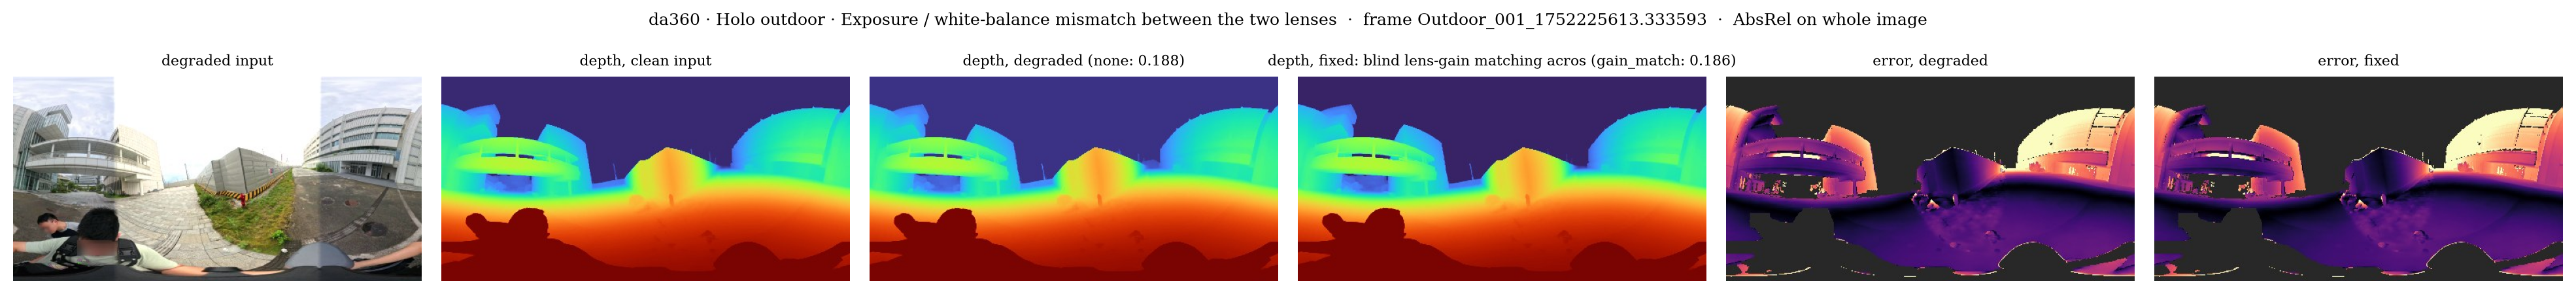 da360 · Holo outdoor · Exposure / white-balance mismatch between the two lenses · frame Outdoor_001_1752225613.333593 · AbsRel on whole image
degraded input
depth, clean input
depth, degraded (none: 0.188)
depth, fixed: blind lens-gain matching acros (gain_match: 0.186)
error, degraded
error, fixed